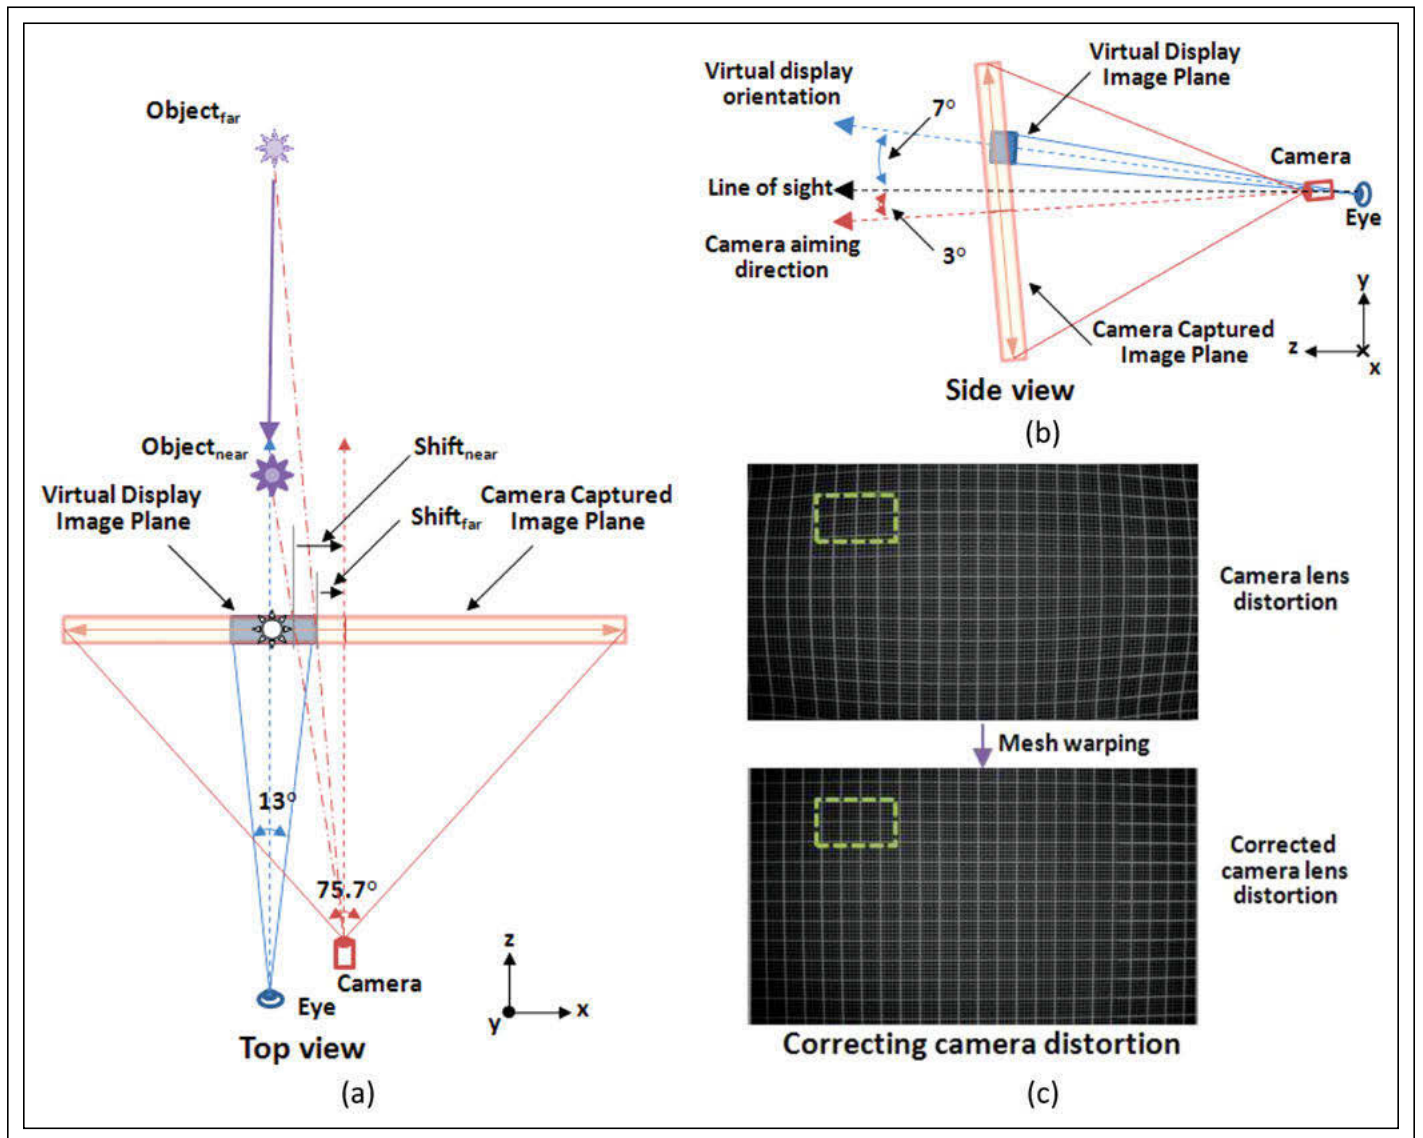 Object_far
Object_near
Shift_near
Virtual Display
Image Plane
Camera Captured
Image Plane
Shift_far
13°
75.7°
Camera
Eye
z
x
y
Top view
(a)
Virtual Display
Image Plane
Virtual display
orientation
7°
Camera
Line of sight
Eye
Camera aiming
direction
3°
Camera Captured
Image Plane
y
z
x
Side view
(b)
Camera lens
distortion
Mesh warping
Corrected
camera lens
distortion
Correcting camera distortion
(c)